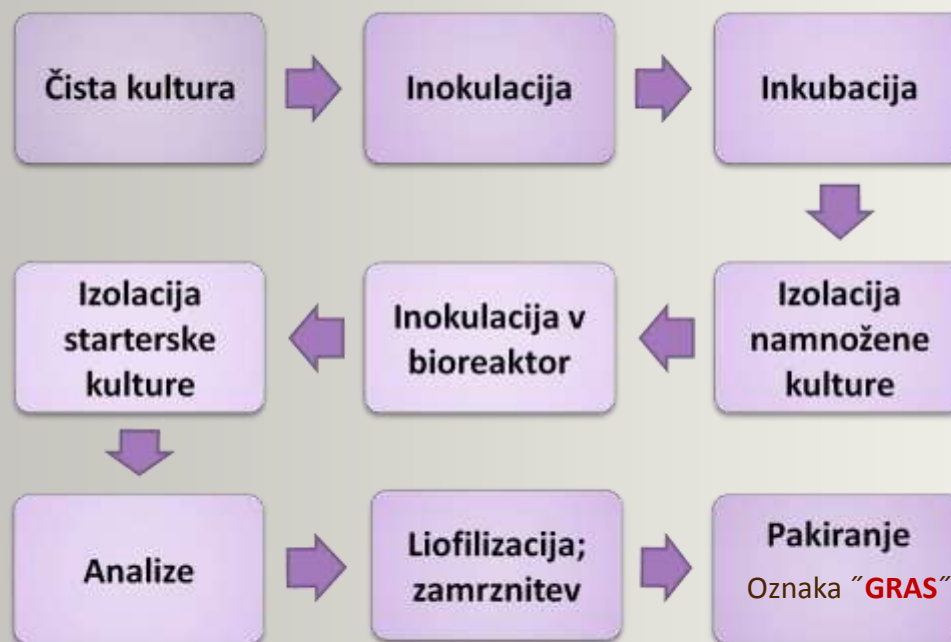 Čista kultura
Inokulacija
Inkubacija
Izolacija
namnožene
kulture
Inokulacija v
bioreaktor
Izolacija
starterske
kulture
Analize
Liofilizacija;
zamrznitev
Pakiranje
Oznaka ˝GRAS˝